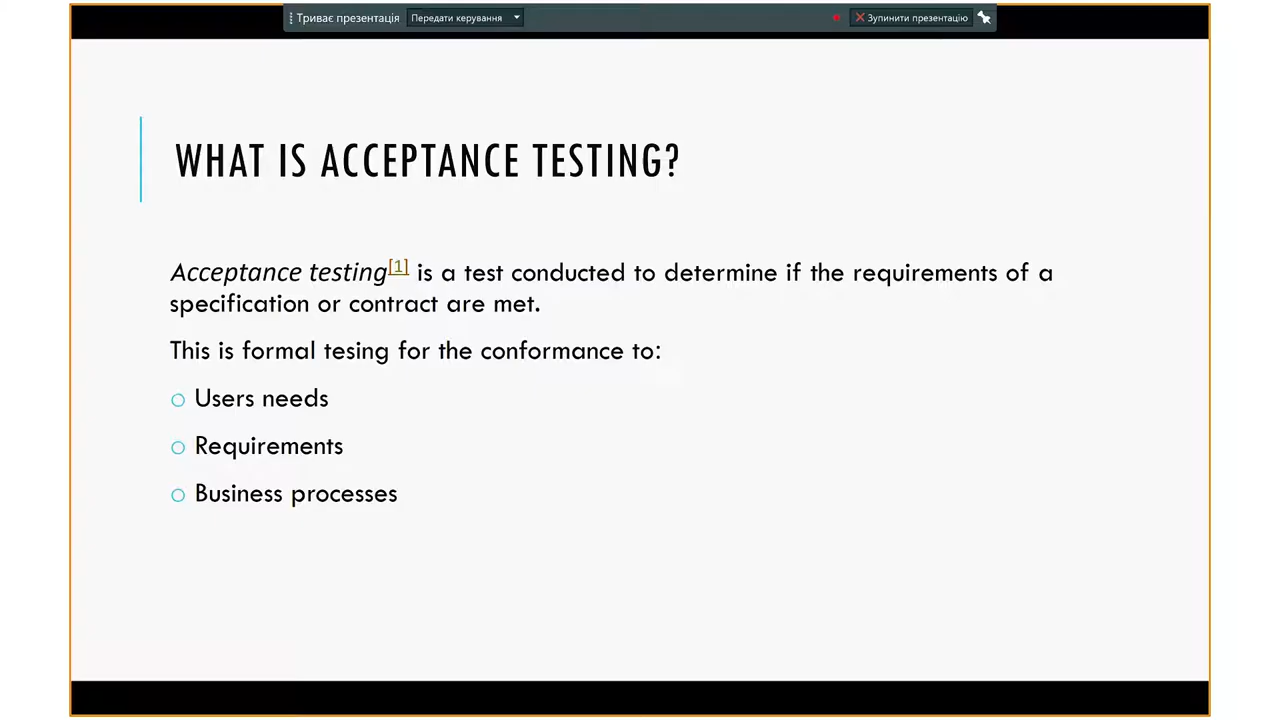 Триває презентація Передати керування Зупинити презентацію
WHAT IS ACCEPTANCE TESTING?
Acceptance testing[1] is a test conducted to determine if the requirements of a
specification or contract are met.
This is formal tesing for the conformance to:
Users needs
Requirements
Business processes